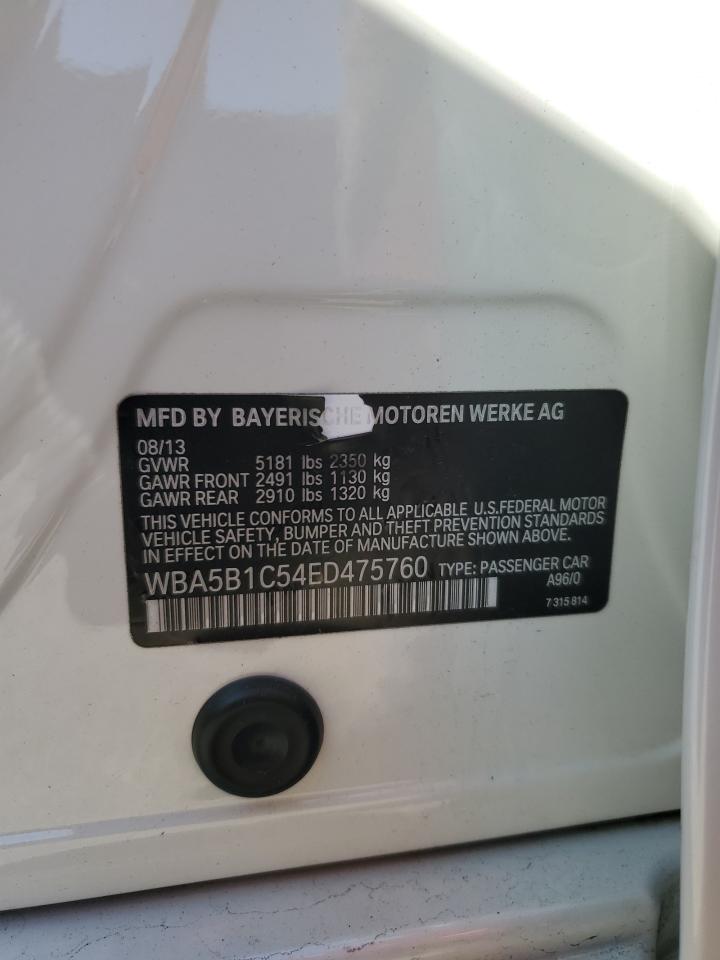 MFD BY BAYERISCHE MOTOREN WERKE AG
08/13
GVWR 5181 lbs 2350 kg
GAWR FRONT 2491 lbs 1130 kg
GAWR REAR 2910 lbs 1320 kg
THIS VEHICLE CONFORMS TO ALL APPLICABLE U.S.FEDERAL MOTOR
VEHICLE SAFETY, BUMPER AND THEFT PREVENTION STANDARDS
IN EFFECT ON THE DATE OF MANUFACTURE SHOWN ABOVE.
WBA5B1C54ED475760 TYPE: PASSENGER CAR
A96/0
7 315 814